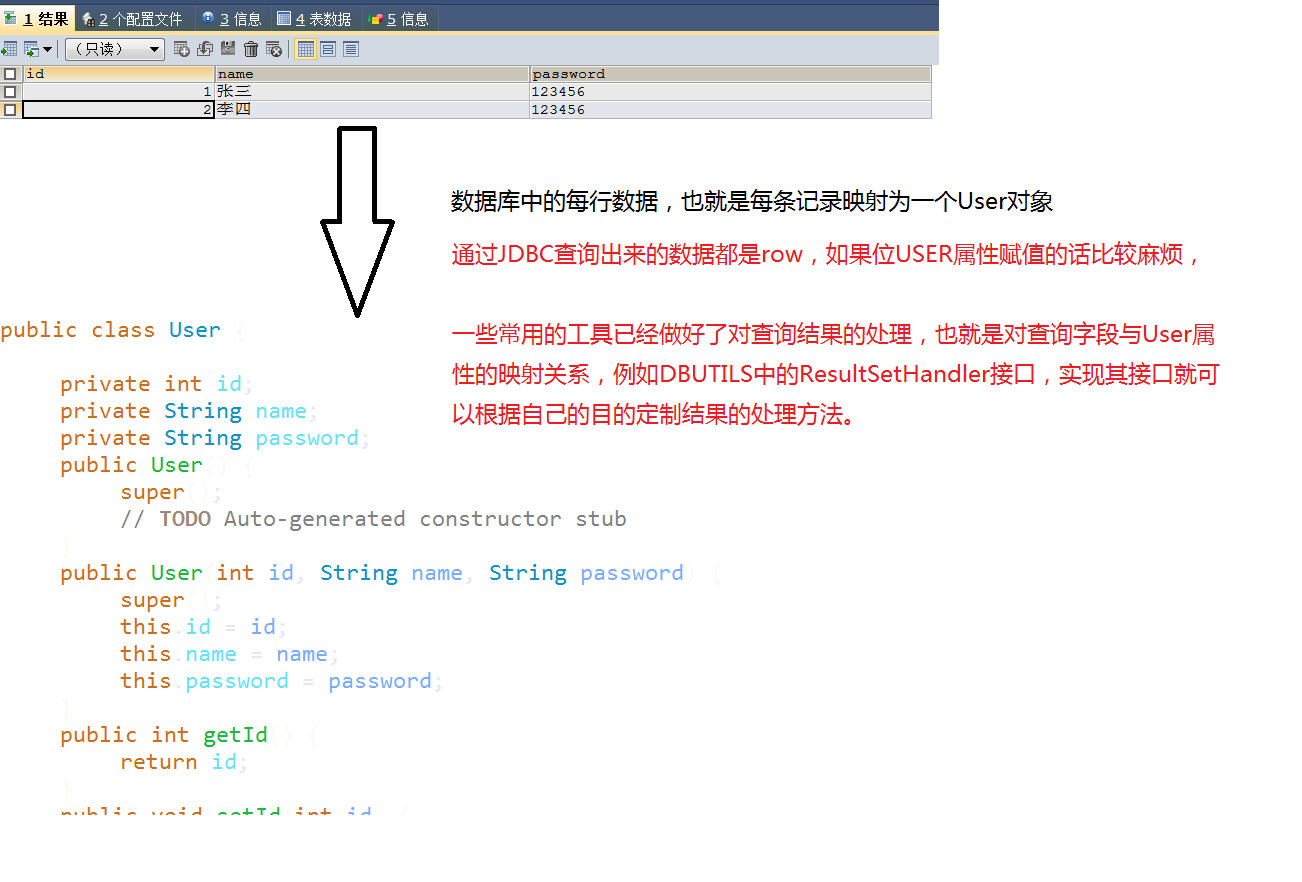 1 结果 2 个配置文件 3 信息 4 表数据 5 信息
（只读）
id name password
1 张三 123456
2 李四 123456
数据库中的每行数据，也就是每条记录映射为一个User对象
通过JDBC查询出来的数据都是row，如果位USER属性赋值的话比较麻烦，
一些常用的工具已经做好了对查询结果的处理，也就是对查询字段与User属
性的映射关系，例如DBUTILS中的ResultSetHandler接口，实现其接口就可
以根据自己的目的定制结果的处理方法。
public class User {
private int id;
private String name;
private String password;
public User() {
super();
// TODO Auto-generated constructor stub
}
public User(int id, String name, String password) {
super();
this.id = id;
this.name = name;
this.password = password;
}
public int getId() {
return id;
}
public void setId(int id) {